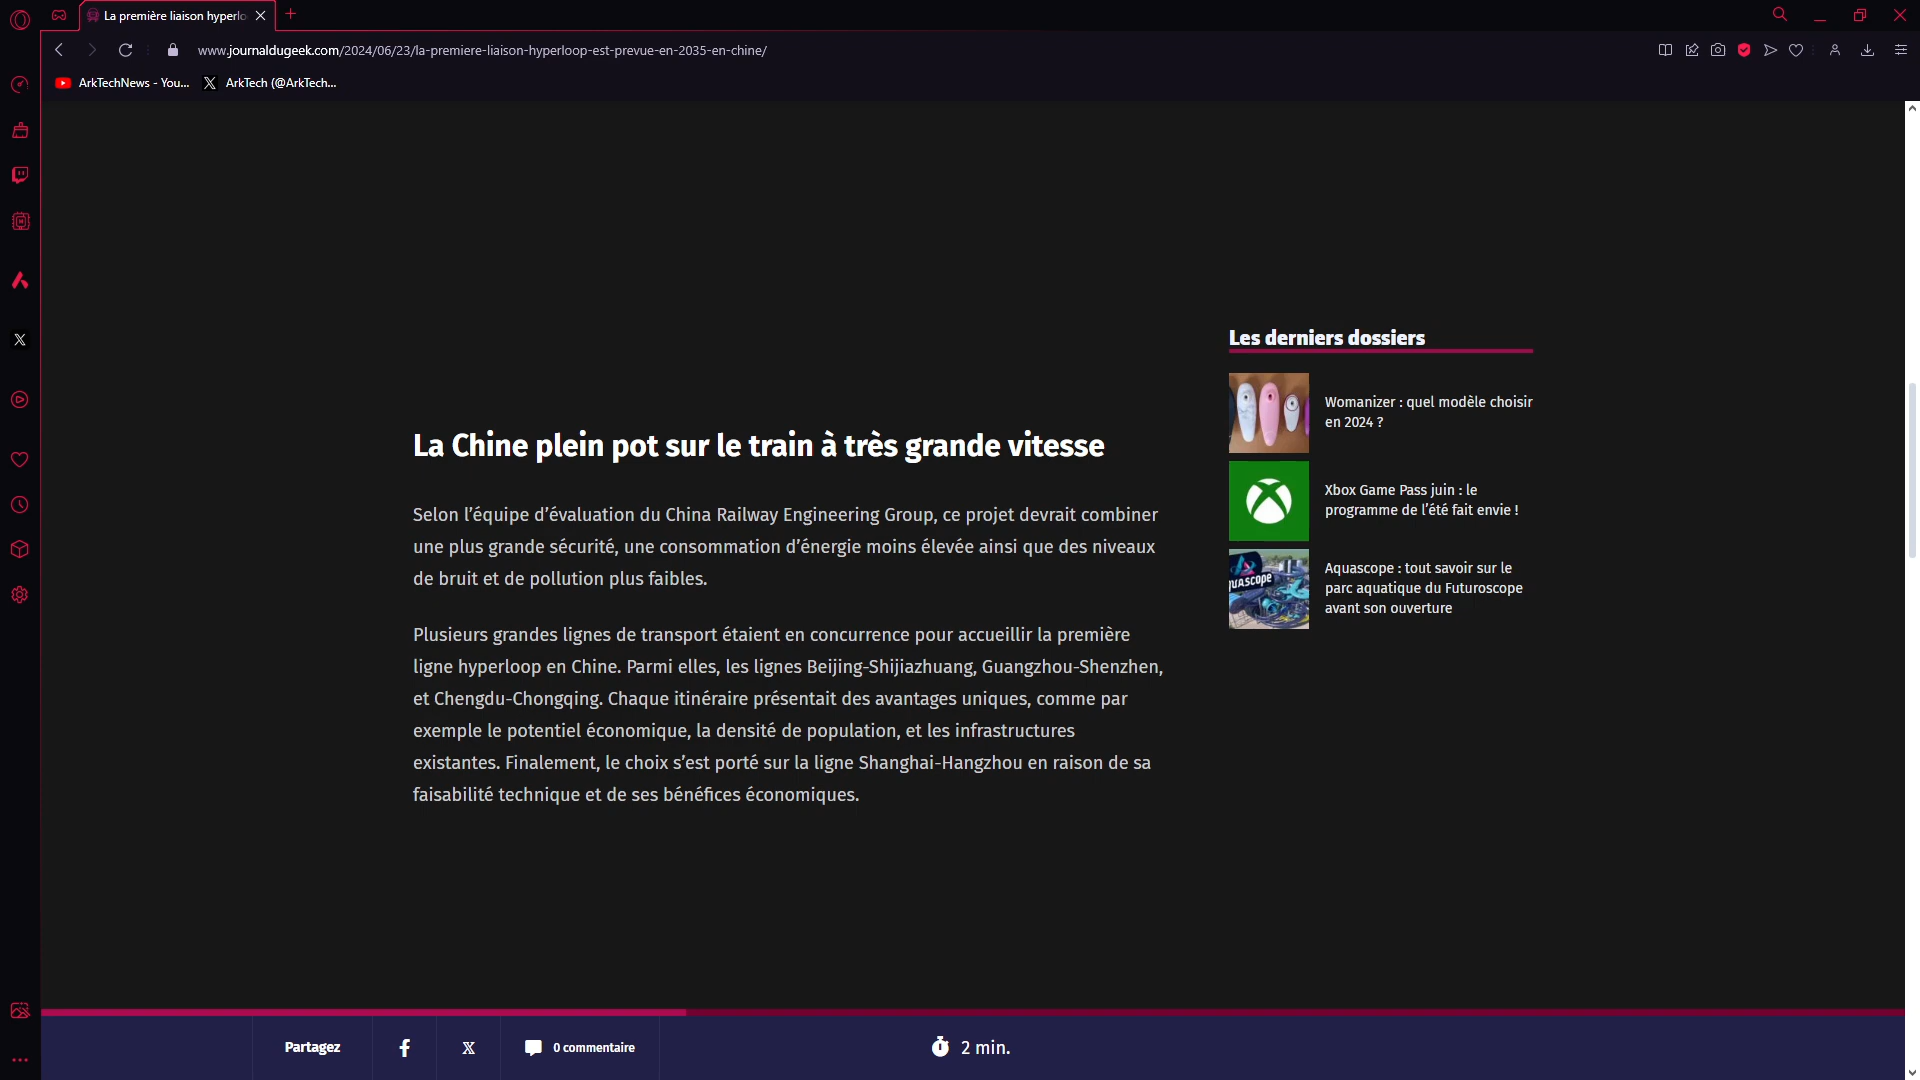 La première liaison hyperlo
www.journaldugeek.com/2024/06/23/la-premiere-liaison-hyperloop-est-prevue-en-2035-en-chine/
ArkTechNews - You...
ArkTech (@ArkTech...
Les derniers dossiers
Womanizer : quel modèle choisir
en 2024 ?
Xbox Game Pass juin : le
programme de l’été fait envie !
Aquascope : tout savoir sur le
parc aquatique du Futuroscope
avant son ouverture
La Chine plein pot sur le train à très grande vitesse
Selon l’équipe d’évaluation du China Railway Engineering Group, ce projet devrait combiner
une plus grande sécurité, une consommation d’énergie moins élevée ainsi que des niveaux
de bruit et de pollution plus faibles.
Plusieurs grandes lignes de transport étaient en concurrence pour accueillir la première
ligne hyperloop en Chine. Parmi elles, les lignes Beijing-Shijiazhuang, Guangzhou-Shenzhen,
et Chengdu-Chongqing. Chaque itinéraire présentait des avantages uniques, comme par
exemple le potentiel économique, la densité de population, et les infrastructures
existantes. Finalement, le choix s’est porté sur la ligne Shanghai-Hangzhou en raison de sa
faisabilité technique et de ses bénéfices économiques.
Partagez
0 commentaire
2 min.